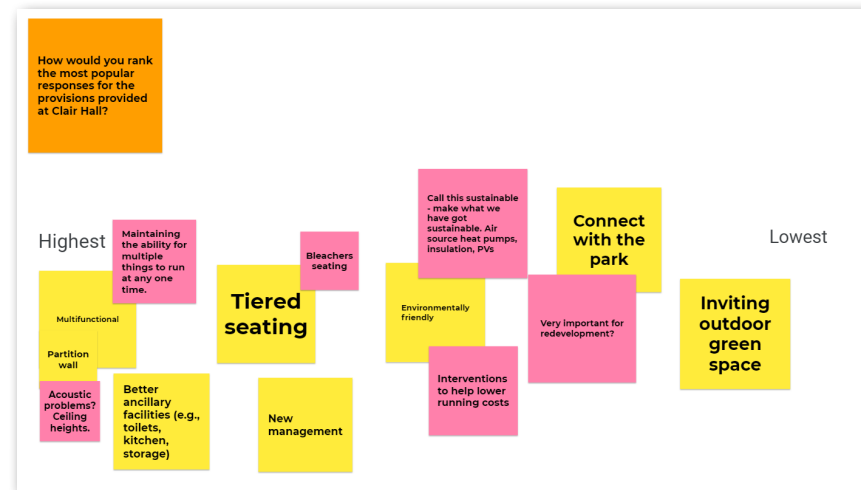 How would you rank
the most popular
responses for the
provisions provided
at Clair Hall?
Highest
Lowest
Maintaining
the ability for
multiple
things to run
at any one
time.
Multifunctional
Partition
wall
Acoustic
problems?
Ceiling
heights.
Better
ancillary
facilities (e.g.,
toilets,
kitchen,
storage)
Bleachers
seating
Tiered
seating
New
management
Call this sustainable
- make what we
have got
sustainable. Air
source heat pumps,
insulation, PVs
Environmentally
friendly
Interventions
to help lower
running costs
Connect
with the
park
Very important for
redevelopment?
Inviting
outdoor
green
space